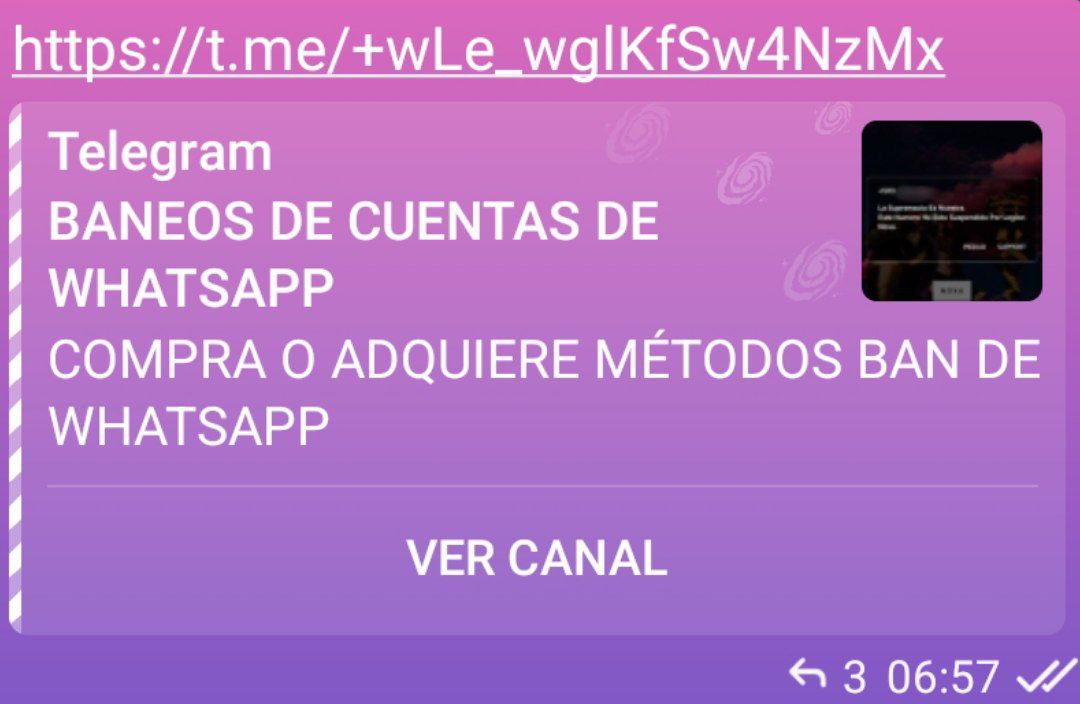 https://t.me/+wLe_wglKfSw4NzMx
Telegram
BANEOS DE CUENTAS DE
WHATSAPP
COMPRA O ADQUIERE MÉTODOS BAN DE
WHATSAPP
VER CANAL
3 06:57